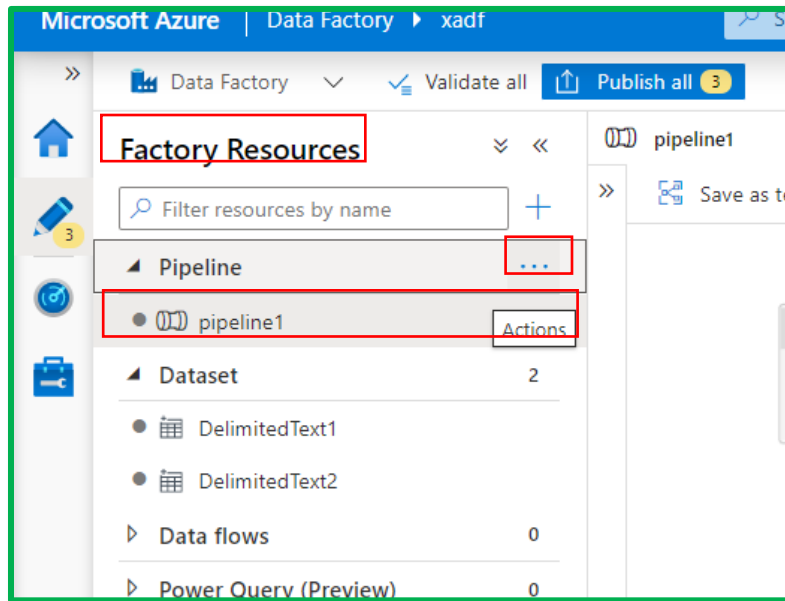 Microsoft Azure | Data Factory xadf S
Data Factory Validate all Publish all 3
Factory Resources
pipeline1
Filter resources by name
Save as t
3
Pipeline
...
pipeline1
Actions
Dataset 2
DelimitedText1
DelimitedText2
Data flows 0
Power Query (Preview) 0